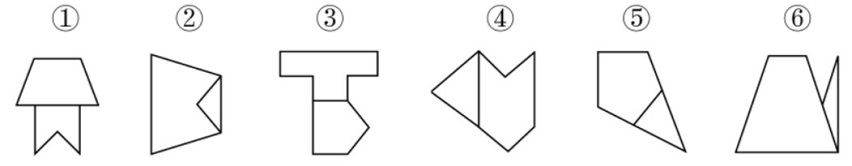 ① ② ③ ④ ⑤ ⑥